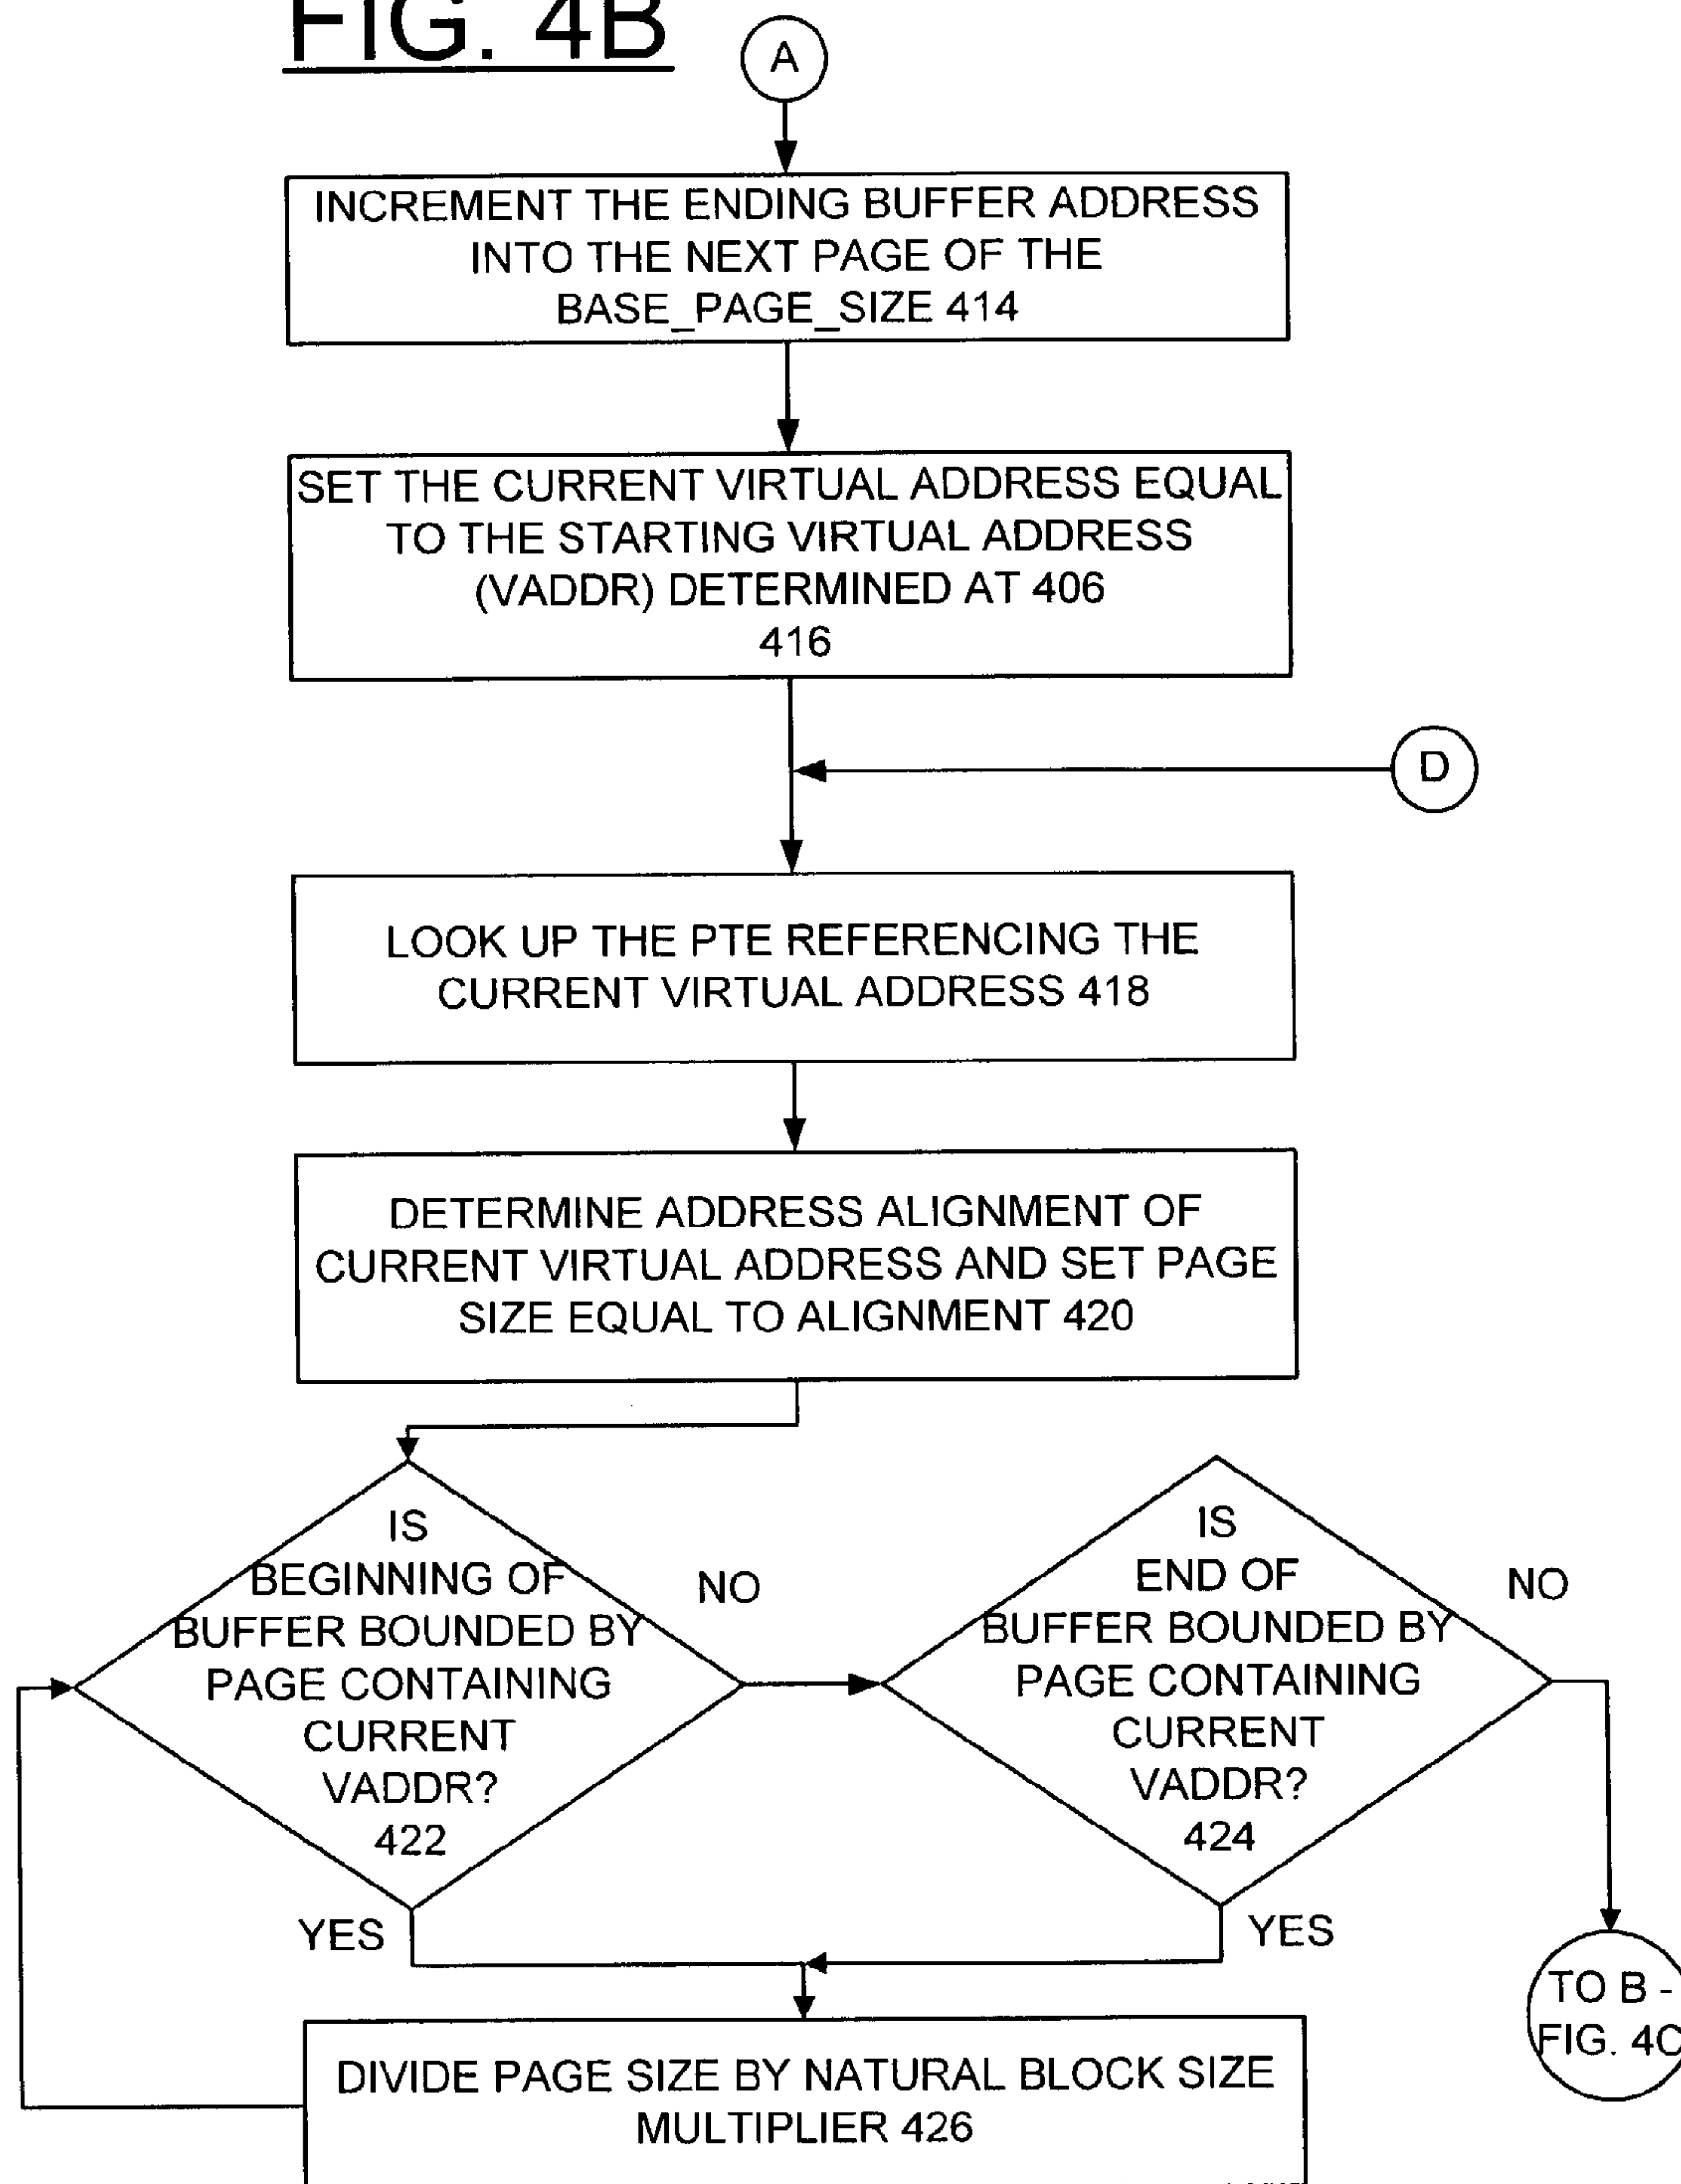 FIG. 4B
A
INCREMENT THE ENDING BUFFER ADDRESS
INTO THE NEXT PAGE OF THE
BASE_PAGE_SIZE 414
SET THE CURRENT VIRTUAL ADDRESS EQUAL
TO THE STARTING VIRTUAL ADDRESS
(VADDR) DETERMINED AT 406
416
D
LOOK UP THE PTE REFERENCING THE
CURRENT VIRTUAL ADDRESS 418
DETERMINE ADDRESS ALIGNMENT OF
CURRENT VIRTUAL ADDRESS AND SET PAGE
SIZE EQUAL TO ALIGNMENT 420
IS
BEGINNING OF
BUFFER BOUNDED BY
PAGE CONTAINING
CURRENT
VADDR?
422
NO
YES
IS
END OF
BUFFER BOUNDED BY
PAGE CONTAINING
CURRENT
VADDR?
424
NO
YES
TO B -
FIG. 4C
DIVIDE PAGE SIZE BY NATURAL BLOCK SIZE
MULTIPLIER 426